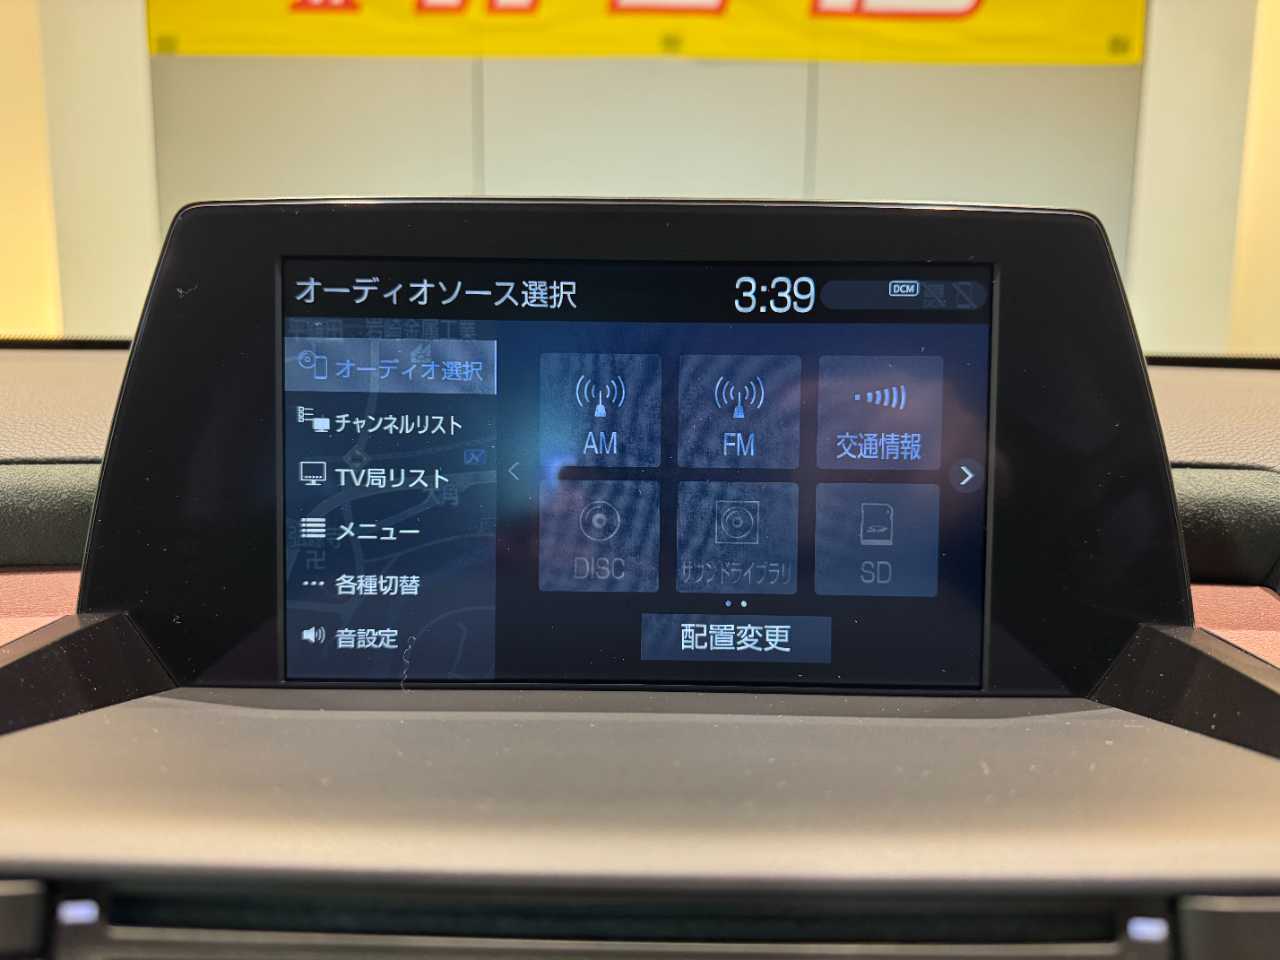 オーディオソース選択
3:39
DCM
オーディオ選択
チャンネルリスト
TV局リスト
メニュー
各種切替
音設定
AM
FM
交通情報
DISC
サウンドライブラリ
SD
配置変更